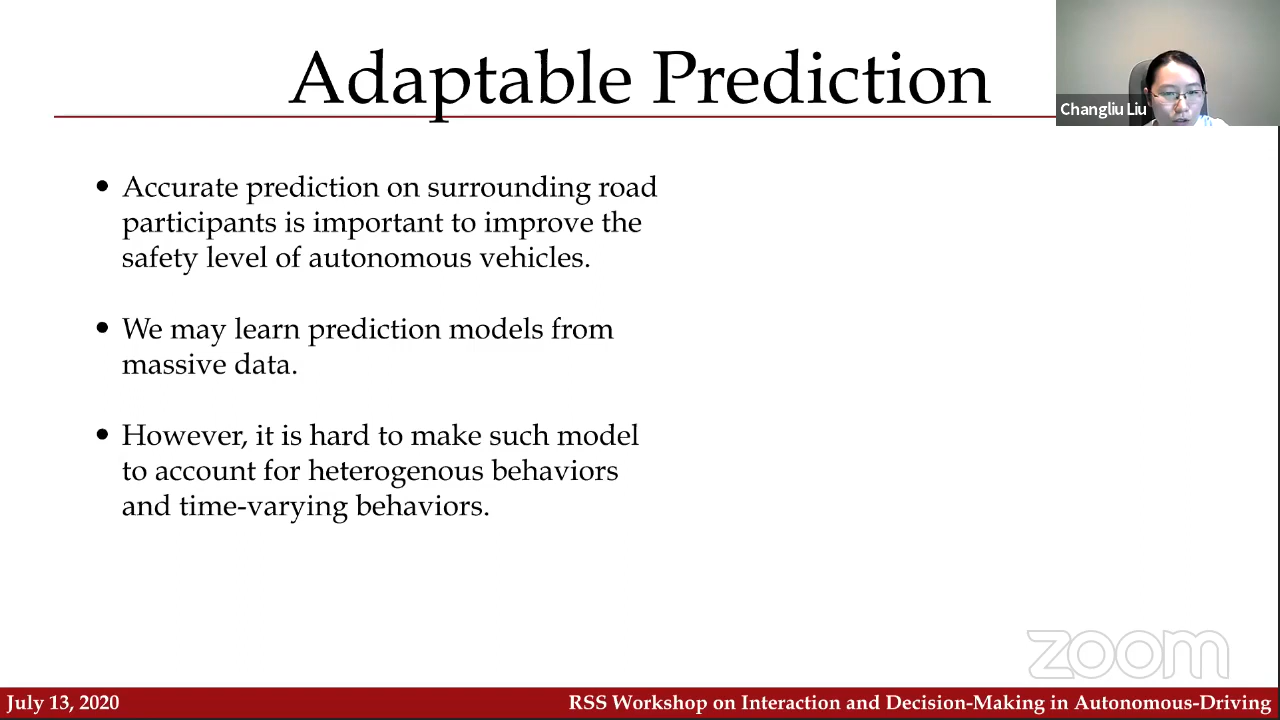 Adaptable Prediction
Changliu Liu
• Accurate prediction on surrounding road
participants is important to improve the
safety level of autonomous vehicles.
• We may learn prediction models from
massive data.
• However, it is hard to make such model
to account for heterogenous behaviors
and time-varying behaviors.
zoom
July 13, 2020
RSS Workshop on Interaction and Decision-Making in Autonomous-Driving